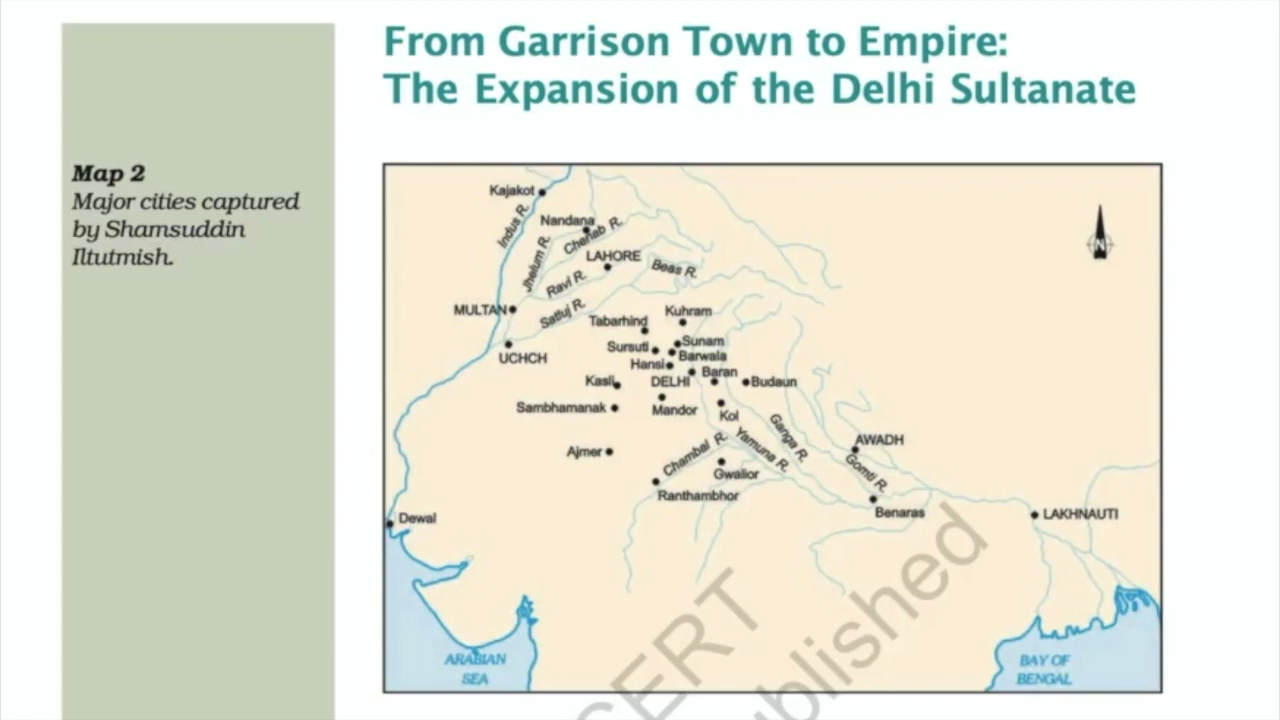 From Garrison Town to Empire:
The Expansion of the Delhi Sultanate
Map 2
Major cities captured
by Shamsuddin
Iltutmish.
Kajakot
Indus R.
Nandana
Chenab R.
Jhelum R.
LAHORE
Ravi R.
Beas R.
N
MULTAN
Satluj R.
UCHCH
Tabarhind
Kuhram
Sursuti
Sunam
Hansi
Barwala
Kasli
DELHI
Baran
Budaun
Sambhamanak
Mandor
Kol
Ajmer
Chambal R.
Yamuna R.
Ganga R.
AWADH
Gomti R.
Gwalior
Ranthambhor
Benaras
LAKHNAUTI
Dewal
ARABIAN
SEA
BAY OF
BENGAL
CERT
ublished